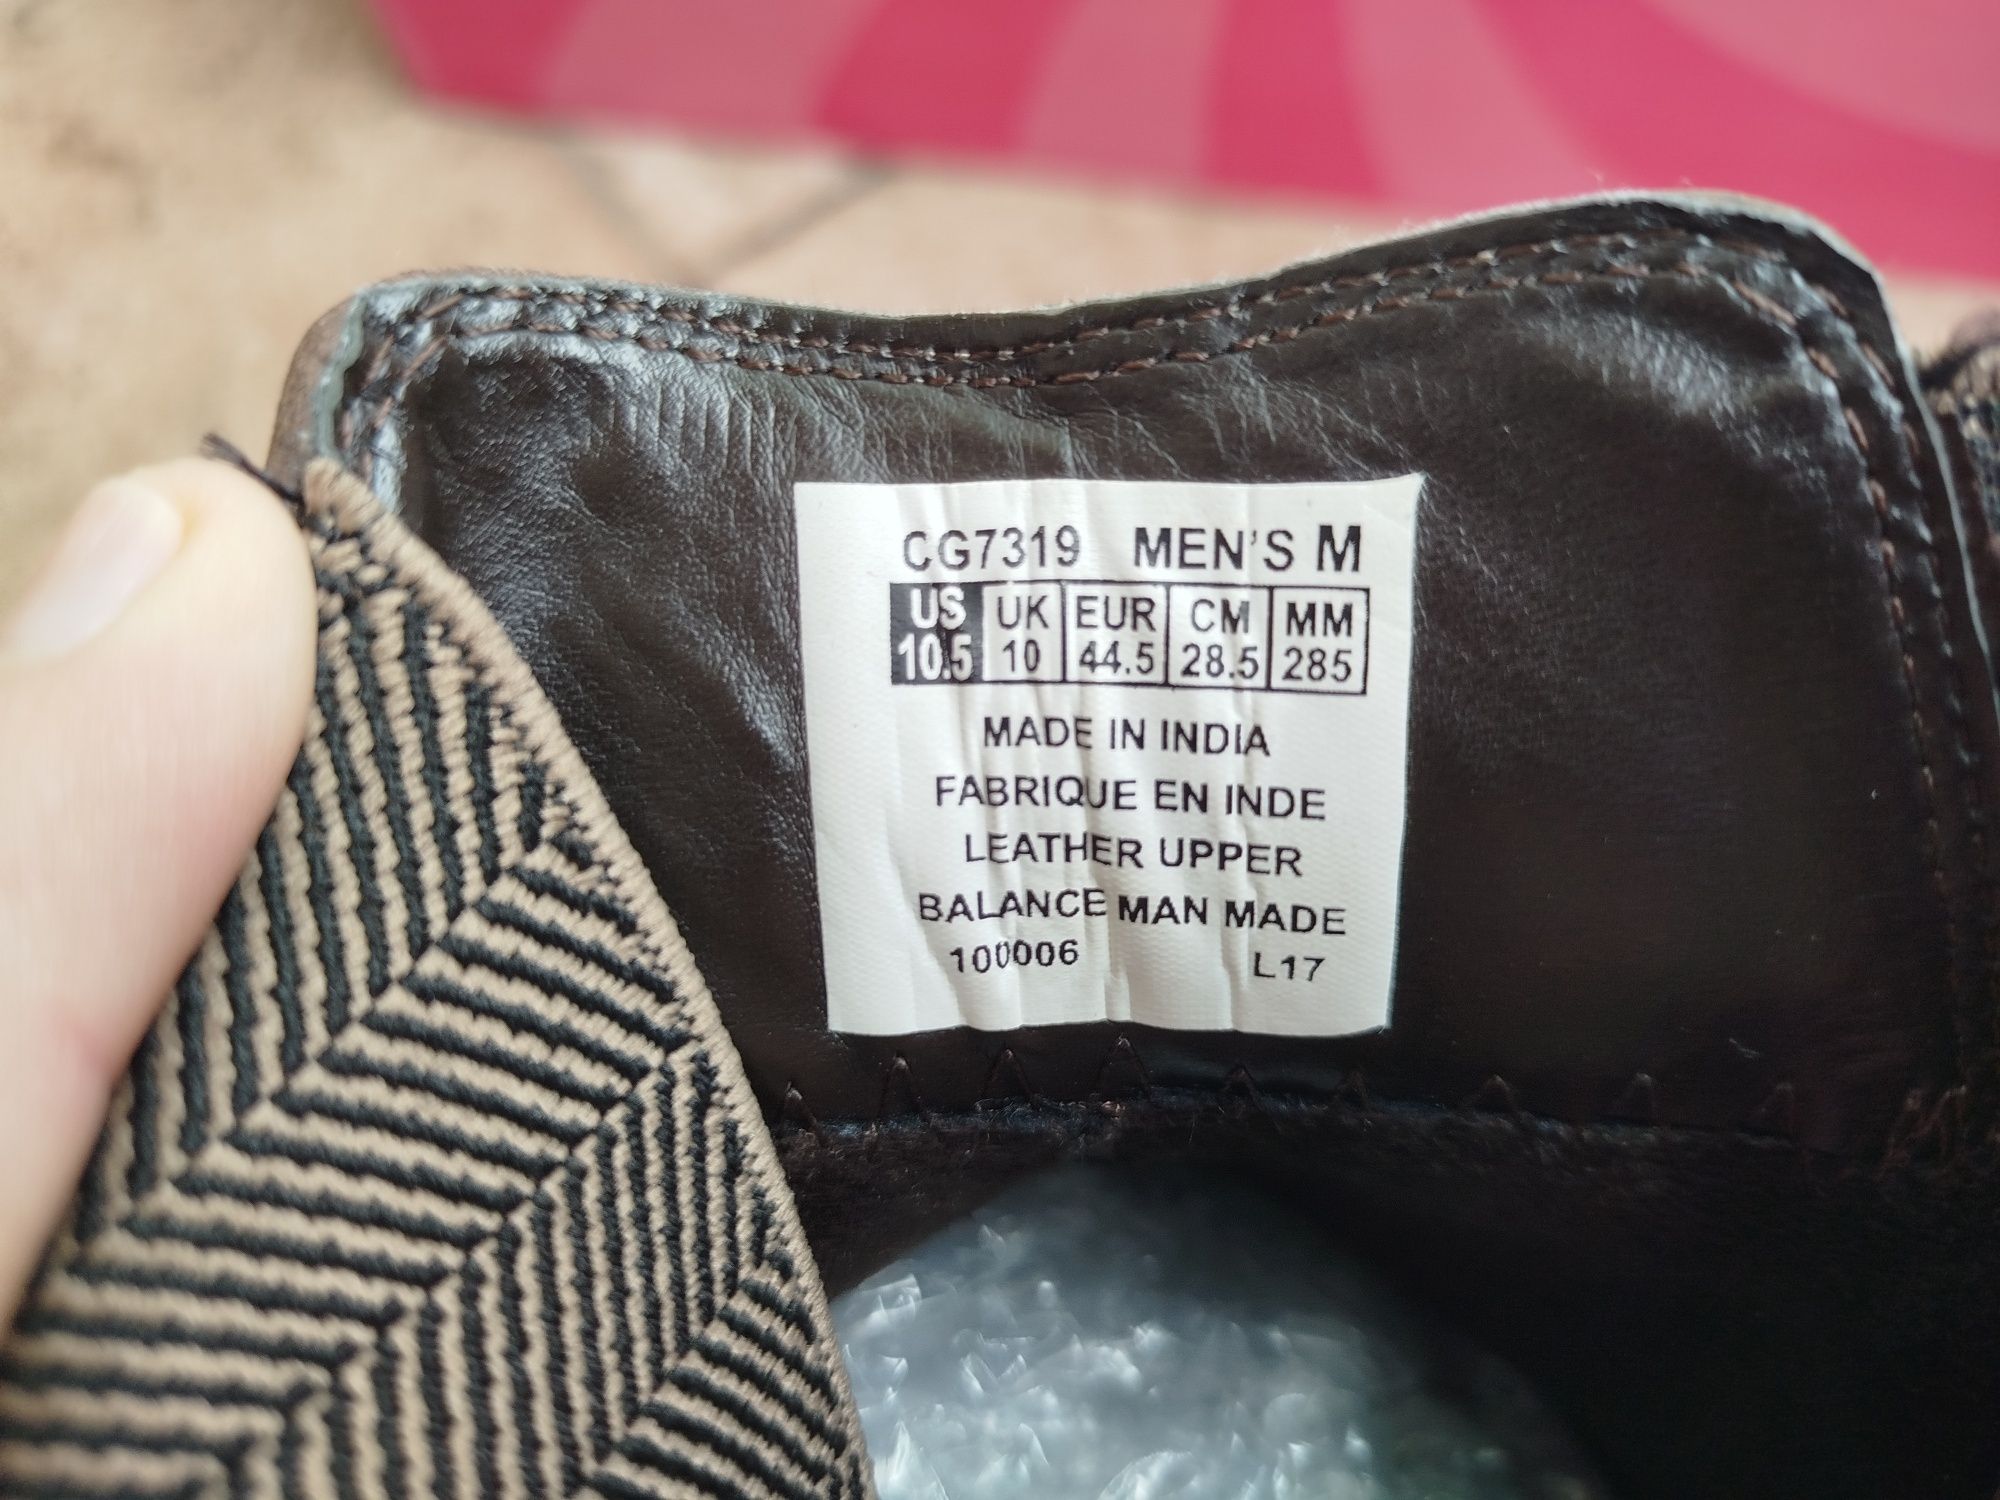 CG7319 MEN'S M
US UK EUR CM MM
10.5 10 44.5 28.5 285
MADE IN INDIA
FABRIQUE EN INDE
LEATHER UPPER
BALANCE MAN MADE
100006 L17